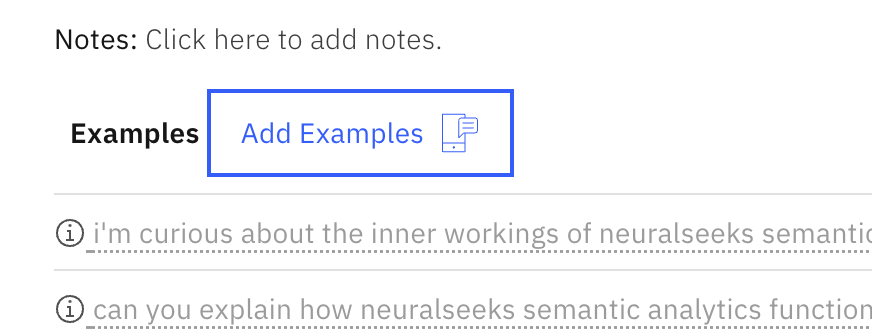 Notes: Click here to add notes.
Examples Add Examples
i'm curious about the inner workings of neuralseeks semantic
can you explain how neuralseeks semantic analytics function